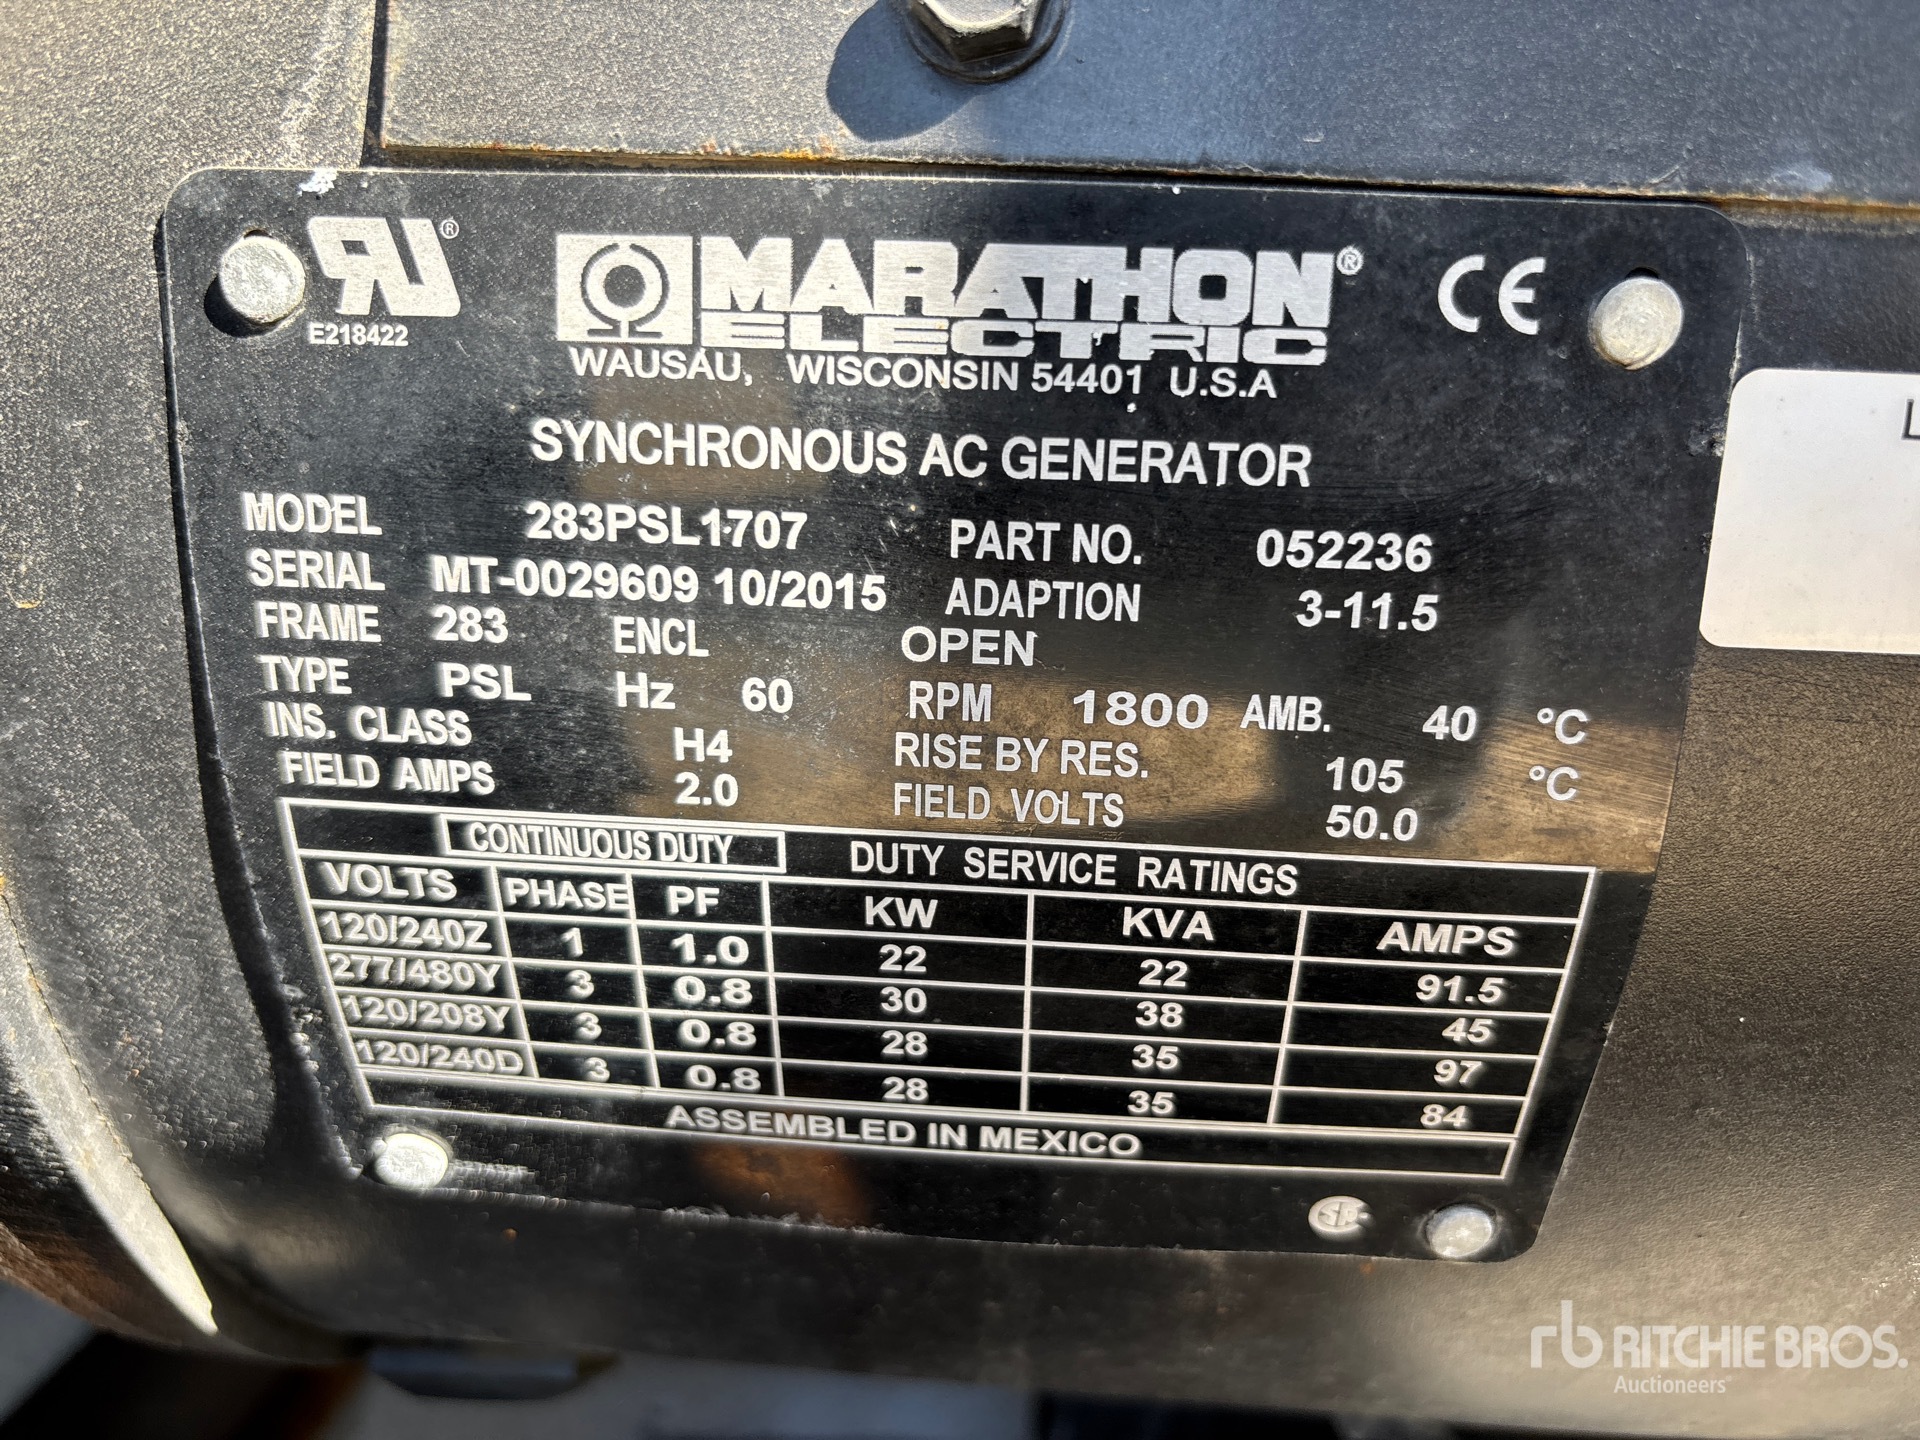 RU®
E218422
MARATHON®
ELECTRIC
CE
WAUSAU, WISCONSIN 54401 U.S.A
SYNCHRONOUS AC GENERATOR
MODEL 283PSL1707 PART NO. 052236
SERIAL MT-0029609 10/2015 ADAPTION 3-11.5
FRAME 283 ENCL OPEN
TYPE PSL Hz 60 RPM 1800 AMB. 40 °C
INS. CLASS H4 RISE BY RES. 105 °C
FIELD AMPS 2.0 FIELD VOLTS 50.0
CONTINUOUS DUTY DUTY SERVICE RATINGS
VOLTS PHASE PF KW KVA AMPS
120/240Z 1 1.0 22 22 91.5
277/480Y 3 0.8 30 38 45
120/208Y 3 0.8 28 35 97
120/240D 3 0.8 28 35 84
ASSEMBLED IN MEXICO
L
rb RITCHIE BROS.
Auctioneers